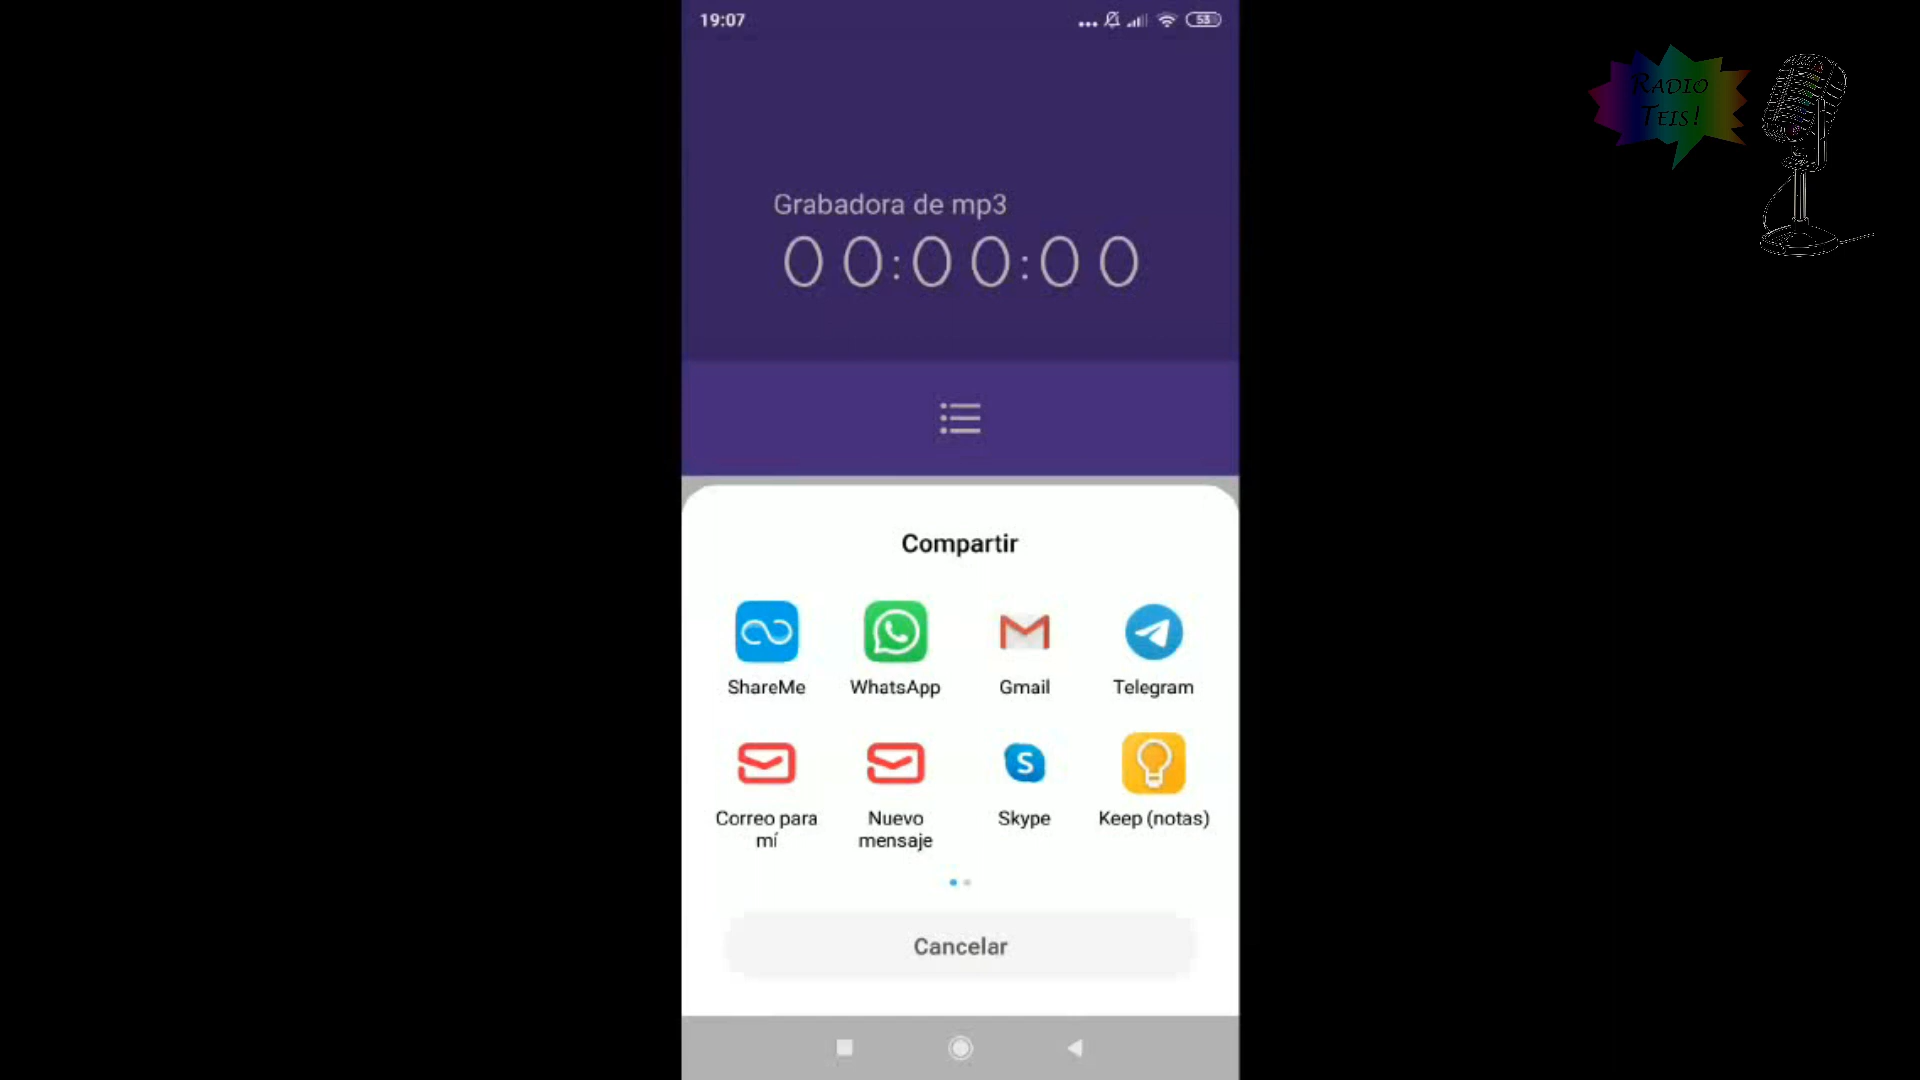 19:07
53
RADIO
TEIS!
Grabadora de mp3
00:00:00
Compartir
ShareMe
WhatsApp
Gmail
Telegram
Correo para
mí
Nuevo
mensaje
Skype
Keep (notas)
Cancelar